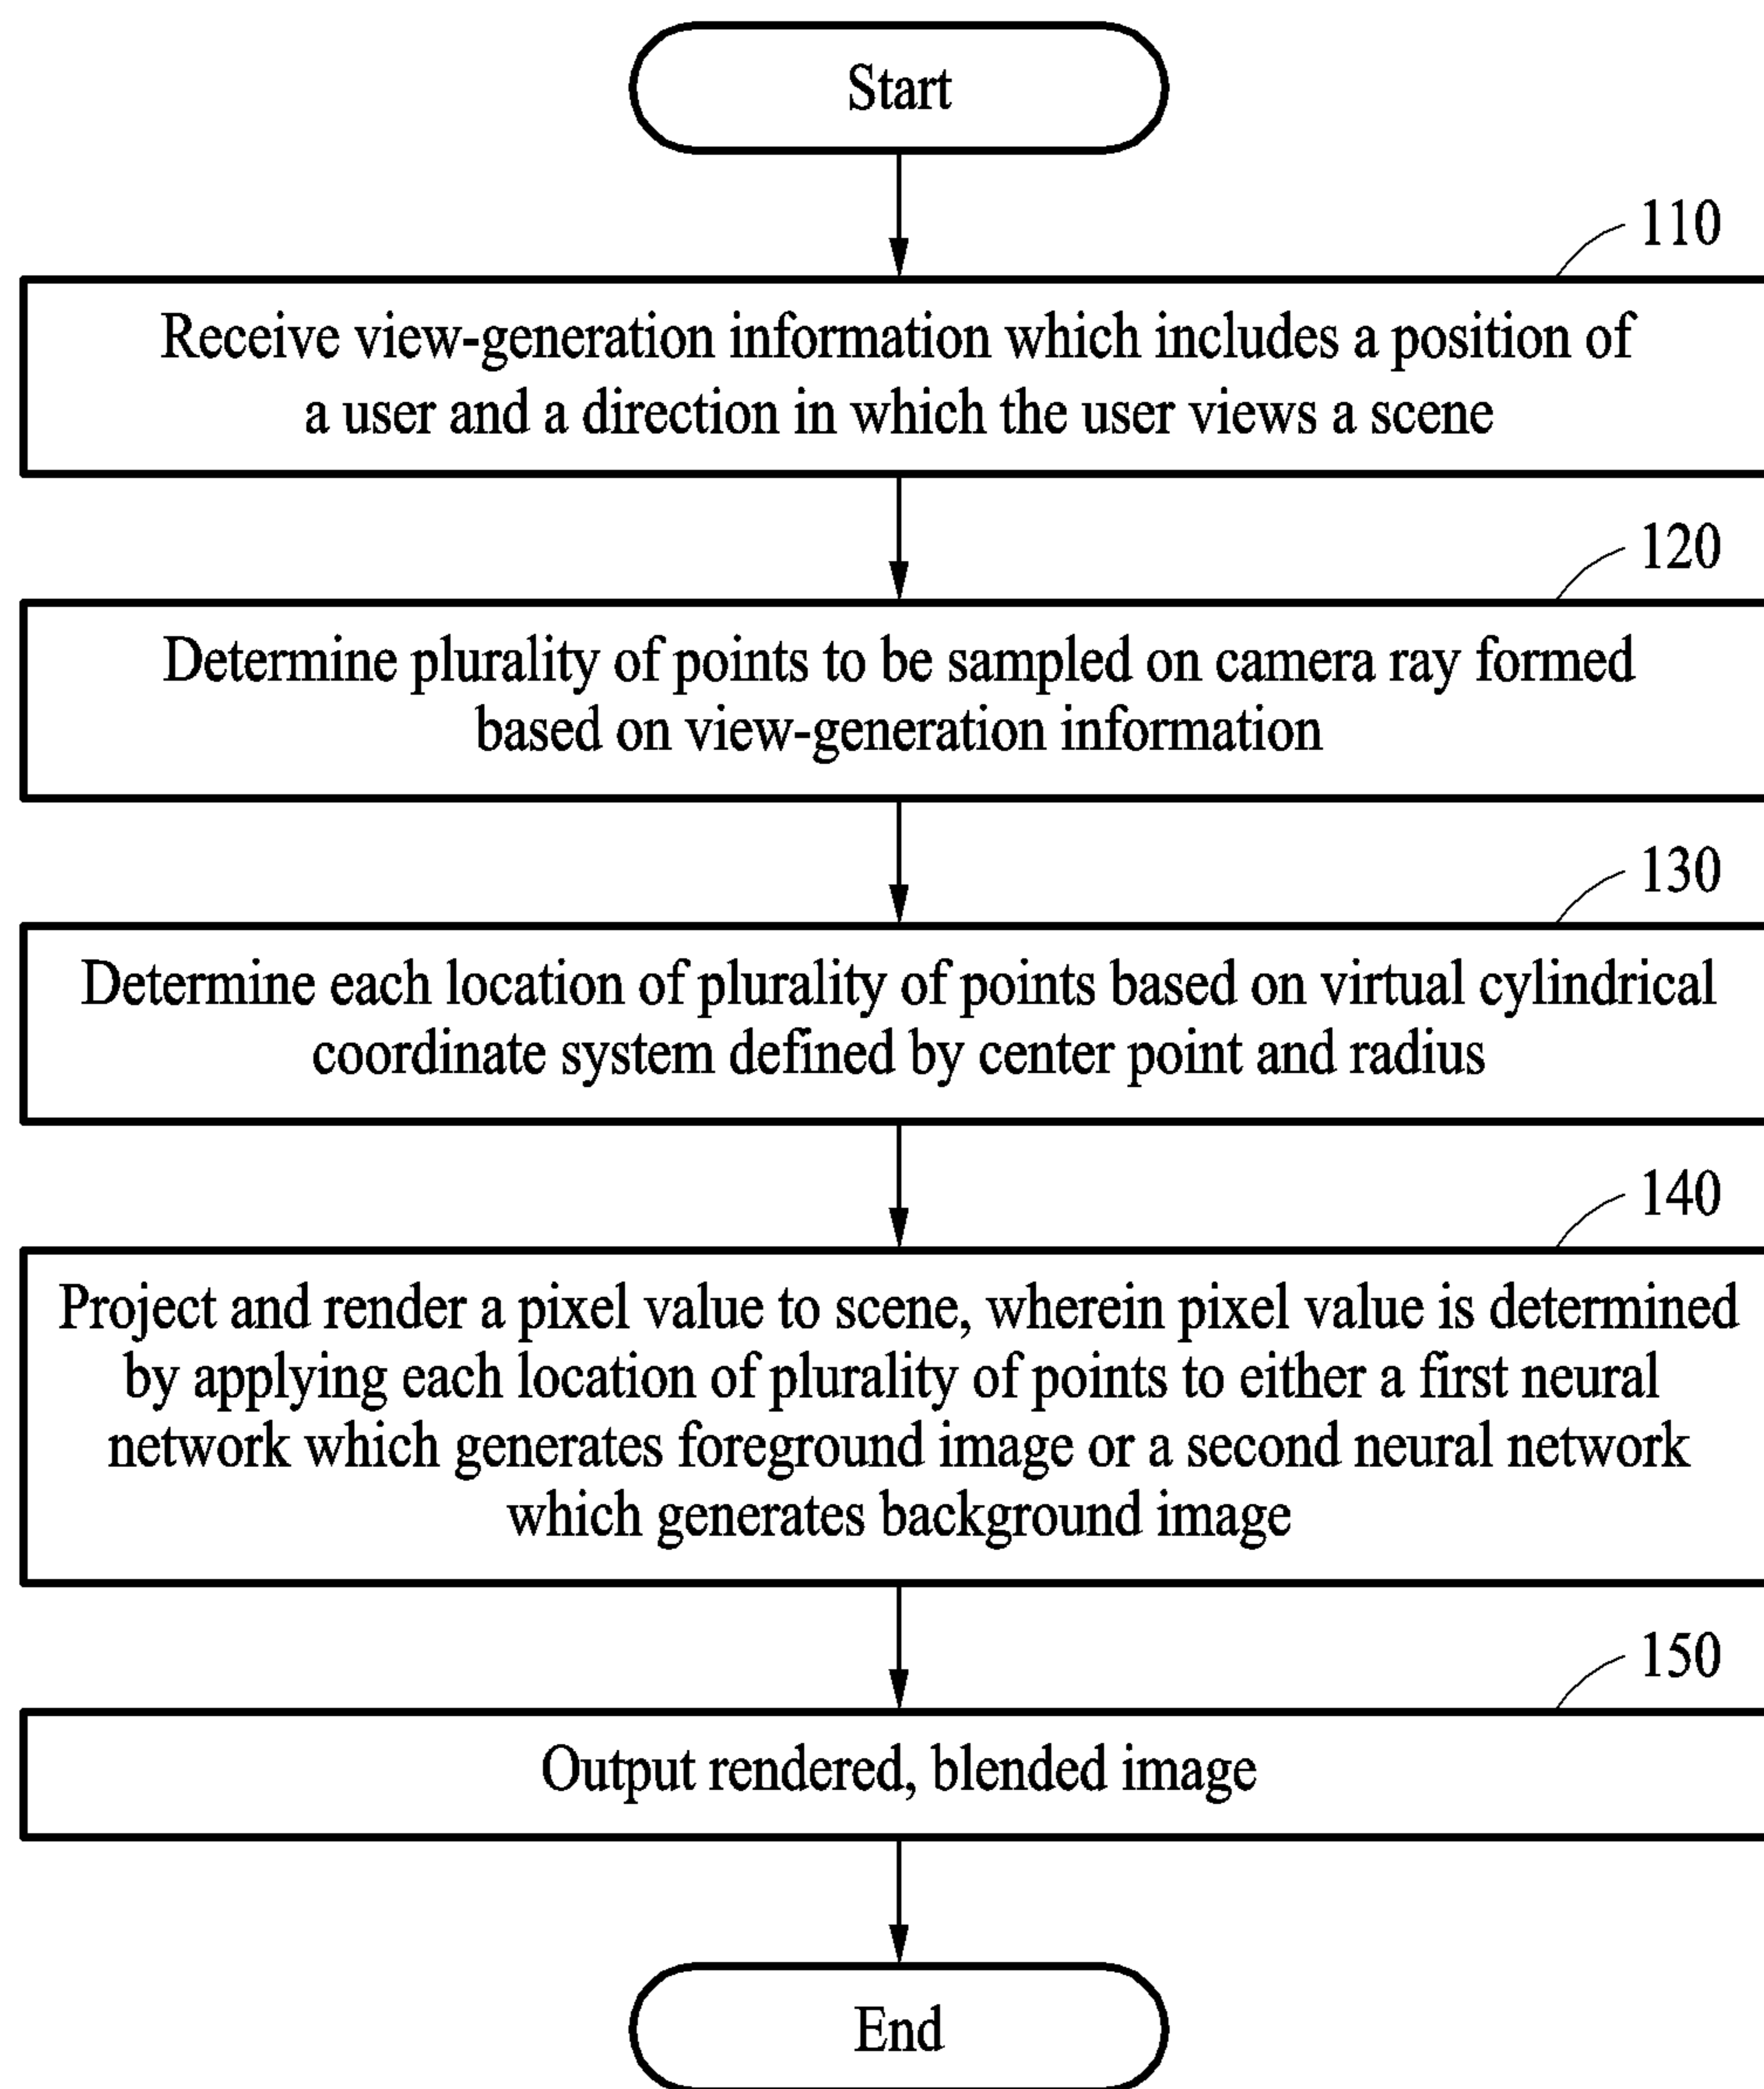 Start
110
Receive view-generation information which includes a position of
a user and a direction in which the user views a scene
120
Determine plurality of points to be sampled on camera ray formed
based on view-generation information
130
Determine each location of plurality of points based on virtual cylindrical
coordinate system defined by center point and radius
140
Project and render a pixel value to scene, wherein pixel value is determined
by applying each location of plurality of points to either a first neural
network which generates foreground image or a second neural network
which generates background image
150
Output rendered, blended image
End